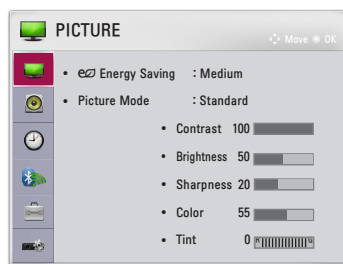 PICTURE
Move OK
• Energy Saving : Medium
• Picture Mode : Standard
• Contrast 100
• Brightness 50
• Sharpness 20
• Color 55
• Tint 0 R G